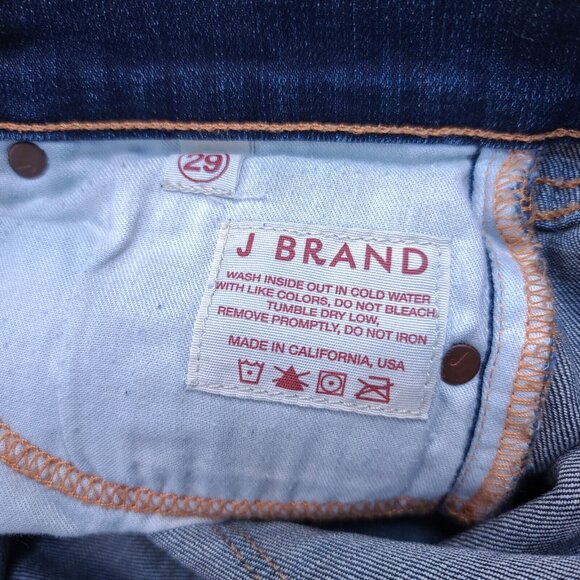 29
J BRAND
WASH INSIDE OUT IN COLD WATER
WITH LIKE COLORS, DO NOT BLEACH,
TUMBLE DRY LOW,
REMOVE PROMPTLY, DO NOT IRON
MADE IN CALIFORNIA, USA